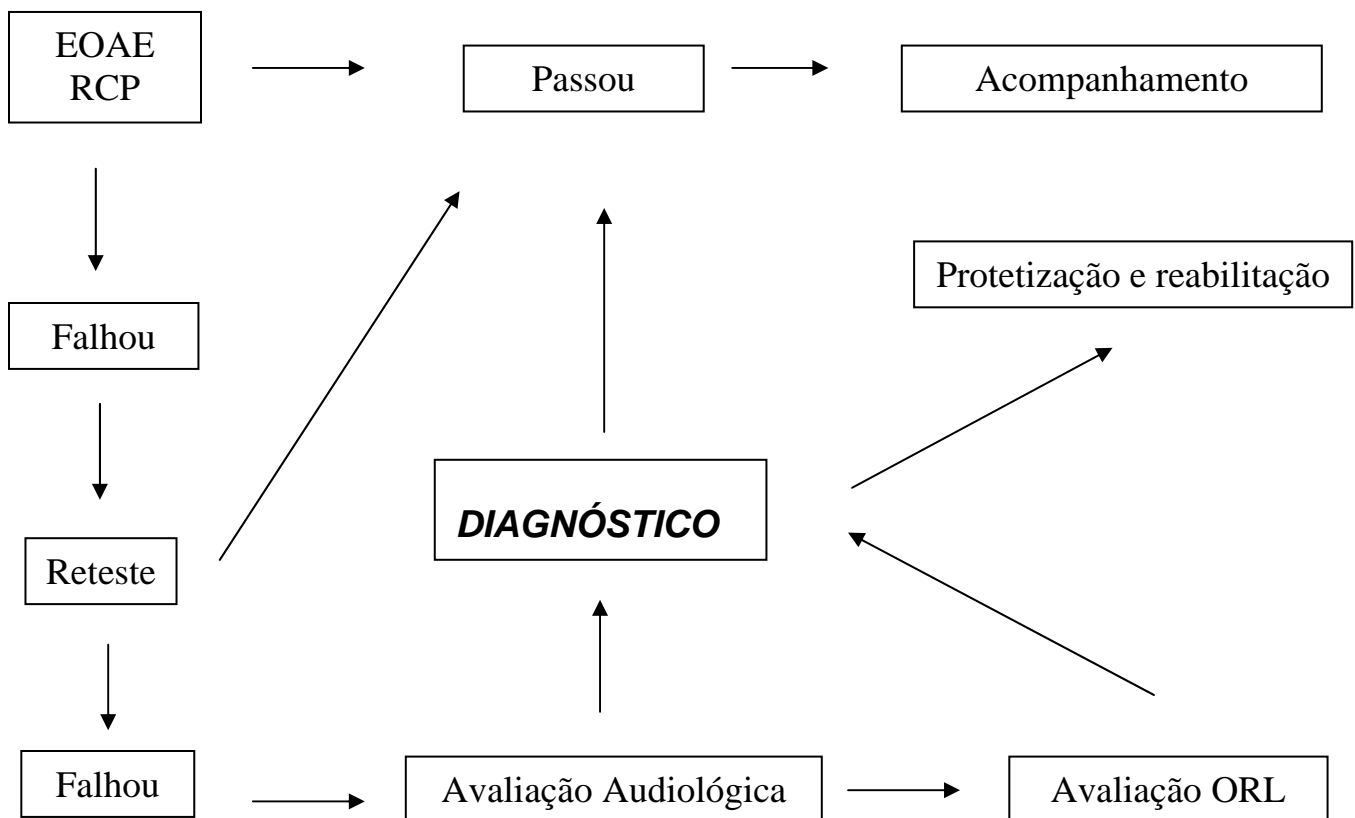 EOAE
RCP
Passou
Acompanhamento
Protetização e reabilitação
Falhou
DIAGNÓSTICO
Reteste
Falhou
Avaliação Audiológica
Avaliação ORL